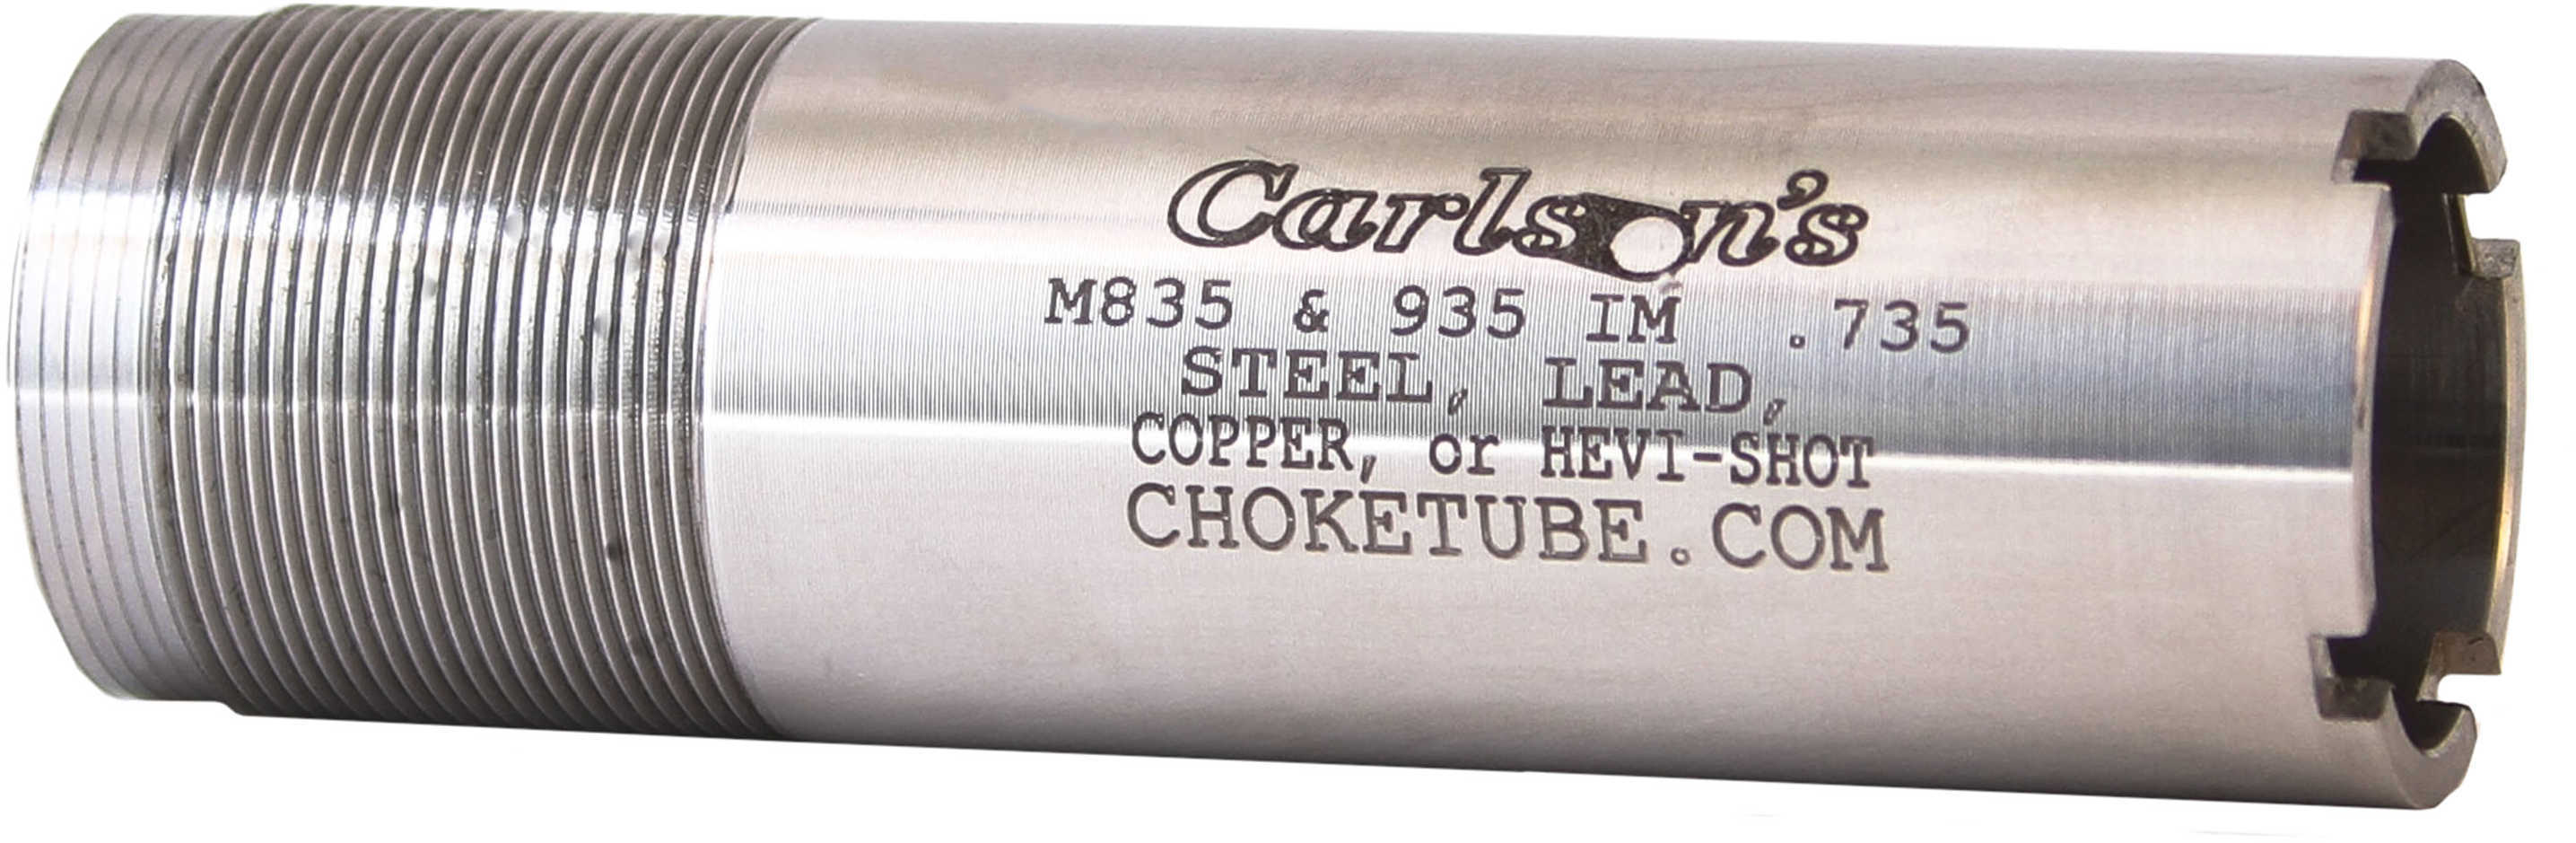 Carlson's
M835 & 935 IM .735
STEEL, LEAD,
COPPER, or HEVI-SHOT
CHOKETUBE.COM